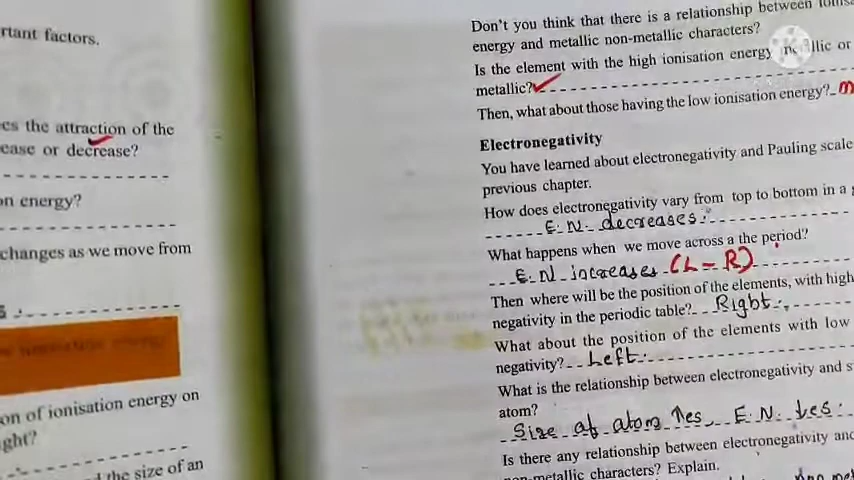 rtant factors.
es the attraction of the
ease or decrease?
on energy?
changes as we move from
on of ionisation energy on
ght?
the size of an
Don't you think that there is a relationship between
energy and metallic non-metallic characters?
Is the element with the high ionisation energy metallic or
metallic?
Then, what about those having the low ionisation energy?
Electronegativity
You have learned about electronegativity and Pauling scale
previous chapter.
How does electronegativity vary from top to bottom in a
E.N. decreases.
What happens when we move across a the period?
E.N increases (L - R)
Then where will be the position of the elements, with high
negativity in the periodic table? Right.
What about the position of the elements with low
negativity? Left.
What is the relationship between electronegativity and s
atom?
Size of atom ↑es, E.N. ↓es.
Is there any relationship between electronegativity and
non-metallic characters? Explain.